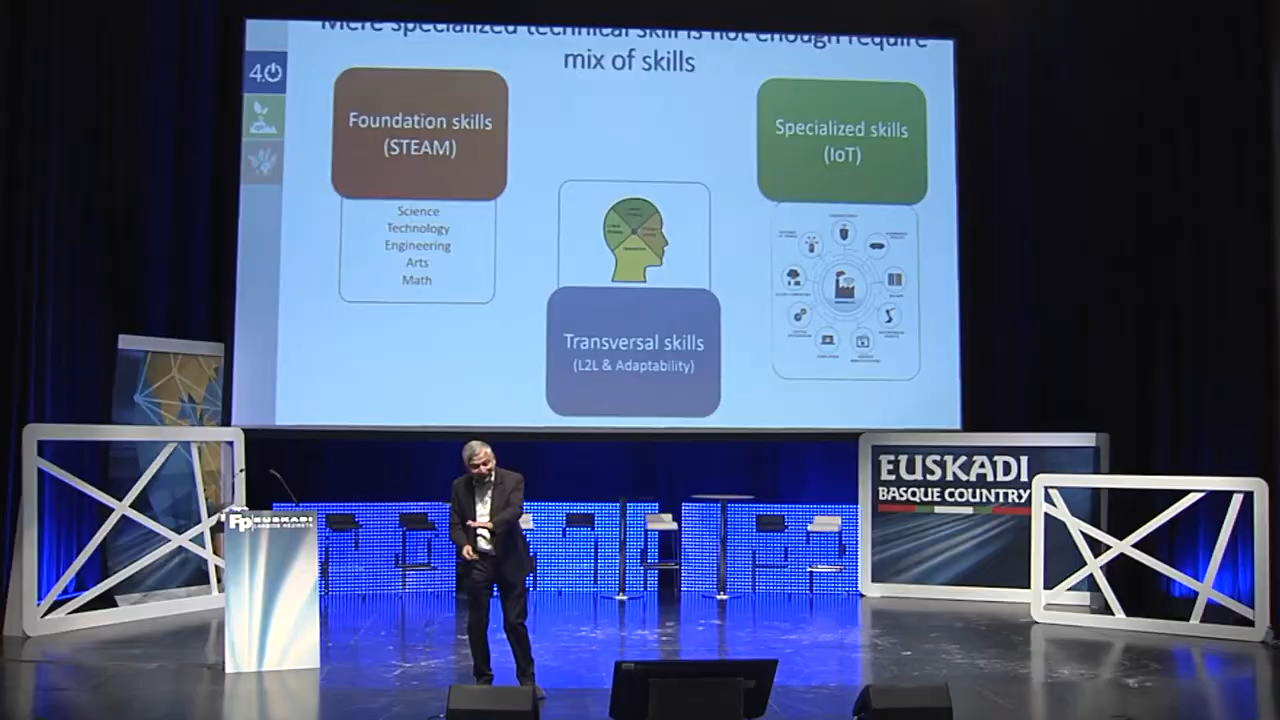 Mere specialized technical skill is not enough require
mix of skills
4.0
Foundation skills
(STEAM)
Science
Technology
Engineering
Arts
Math
Transversal skills
(L2L & Adaptability)
Specialized skills
(IoT)
Fp EUSKADI
EUSKADI
BASQUE COUNTRY